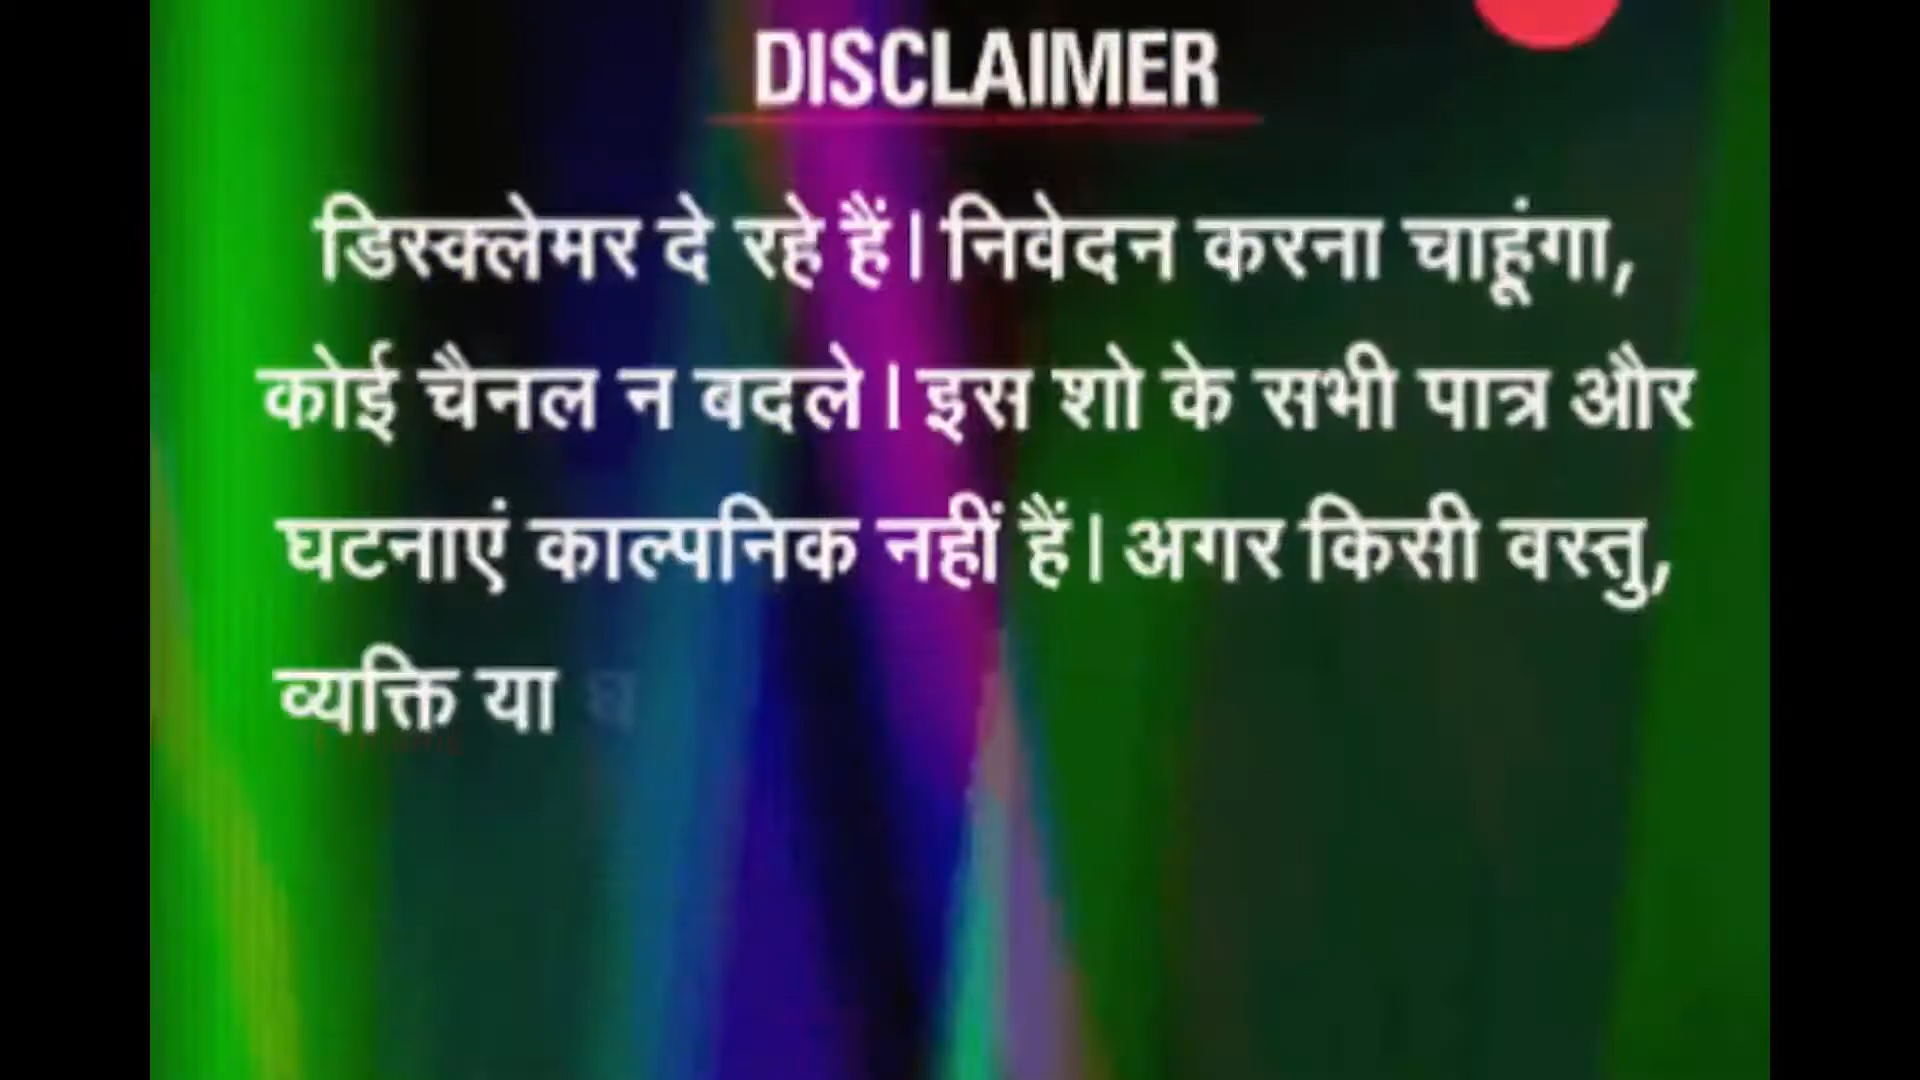 DISCLAIMER
डिस्क्लेमर दे रहे हैं। निवेदन करना चाहूंगा,
कोई चैनल न बदले। इस शो के सभी पात्र और
घटनाएं काल्पनिक नहीं हैं। अगर किसी वस्तु,
व्यक्ति या